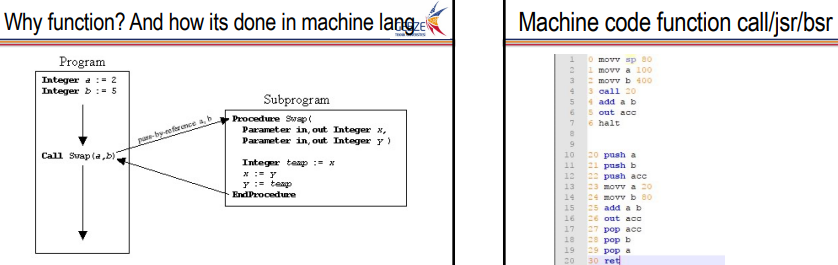 Why function? And how its done in machine lang
Program
Integer a := 2
Integer b := 5
Call Swap(a,b)
pass-by-reference a, b
Subprogram
Procedure Swap(
Parameter in,out Integer x,
Parameter in,out Integer y )
Integer temp := x
x := y
y := temp
EndProcedure
Machine code function call/jsr/bsr
1 0 movv sp 80
2 1 movv a 100
3 2 movv b 400
4 3 call 20
5 4 add a b
6 5 out acc
7 6 halt
8
9
10 20 push a
11 21 push b
12 22 push acc
13 23 movv a 20
14 24 movv b 80
15 25 add a b
16 26 out acc
17 27 pop acc
18 28 pop b
19 29 pop a
20 30 ret